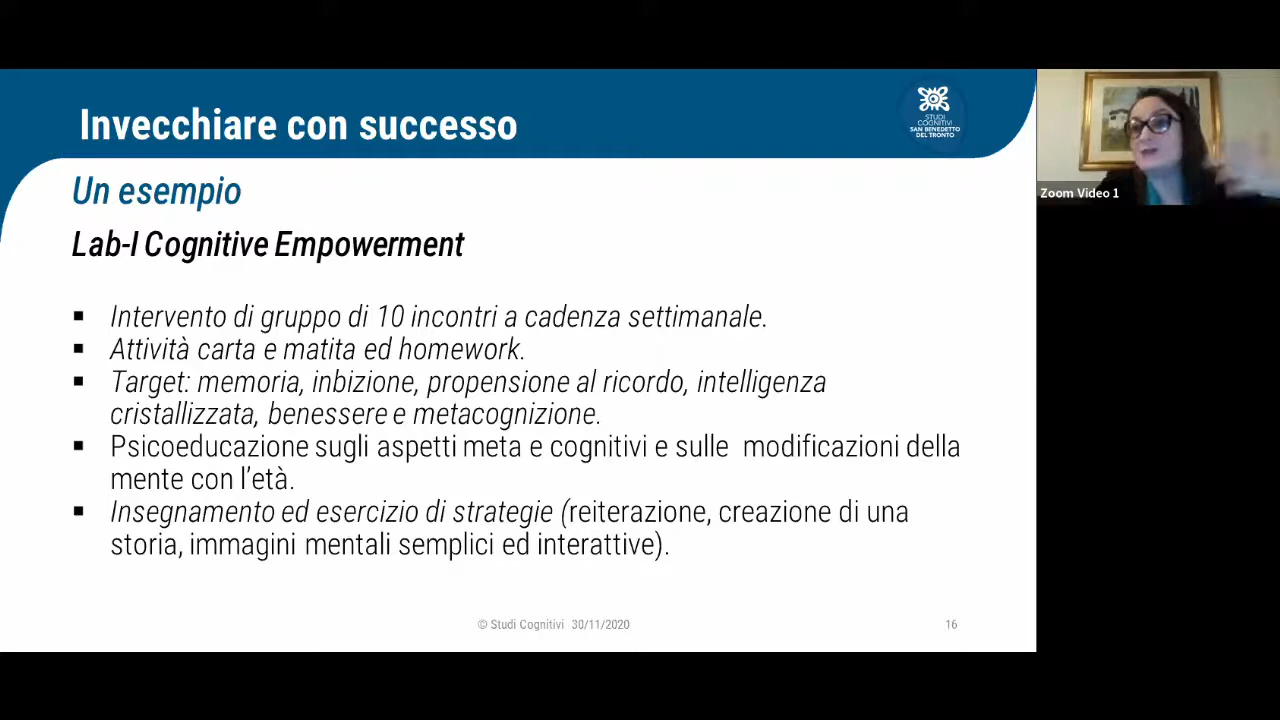 Invecchiare con successo
STUDI
COGNITIVI
SAN BENEDETTO
DEL TRONTO
Zoom Video 1
Un esempio
Lab-I Cognitive Empowerment
▪ Intervento di gruppo di 10 incontri a cadenza settimanale.
▪ Attività carta e matita ed homework.
▪ Target: memoria, inbizione, propensione al ricordo, intelligenza
cristallizzata, benessere e metacognizione.
▪ Psicoeducazione sugli aspetti meta e cognitivi e sulle modificazioni della
mente con l’età.
▪ Insegnamento ed esercizio di strategie (reiterazione, creazione di una
storia, immagini mentali semplici ed interattive).
© Studi Cognitivi 30/11/2020
16